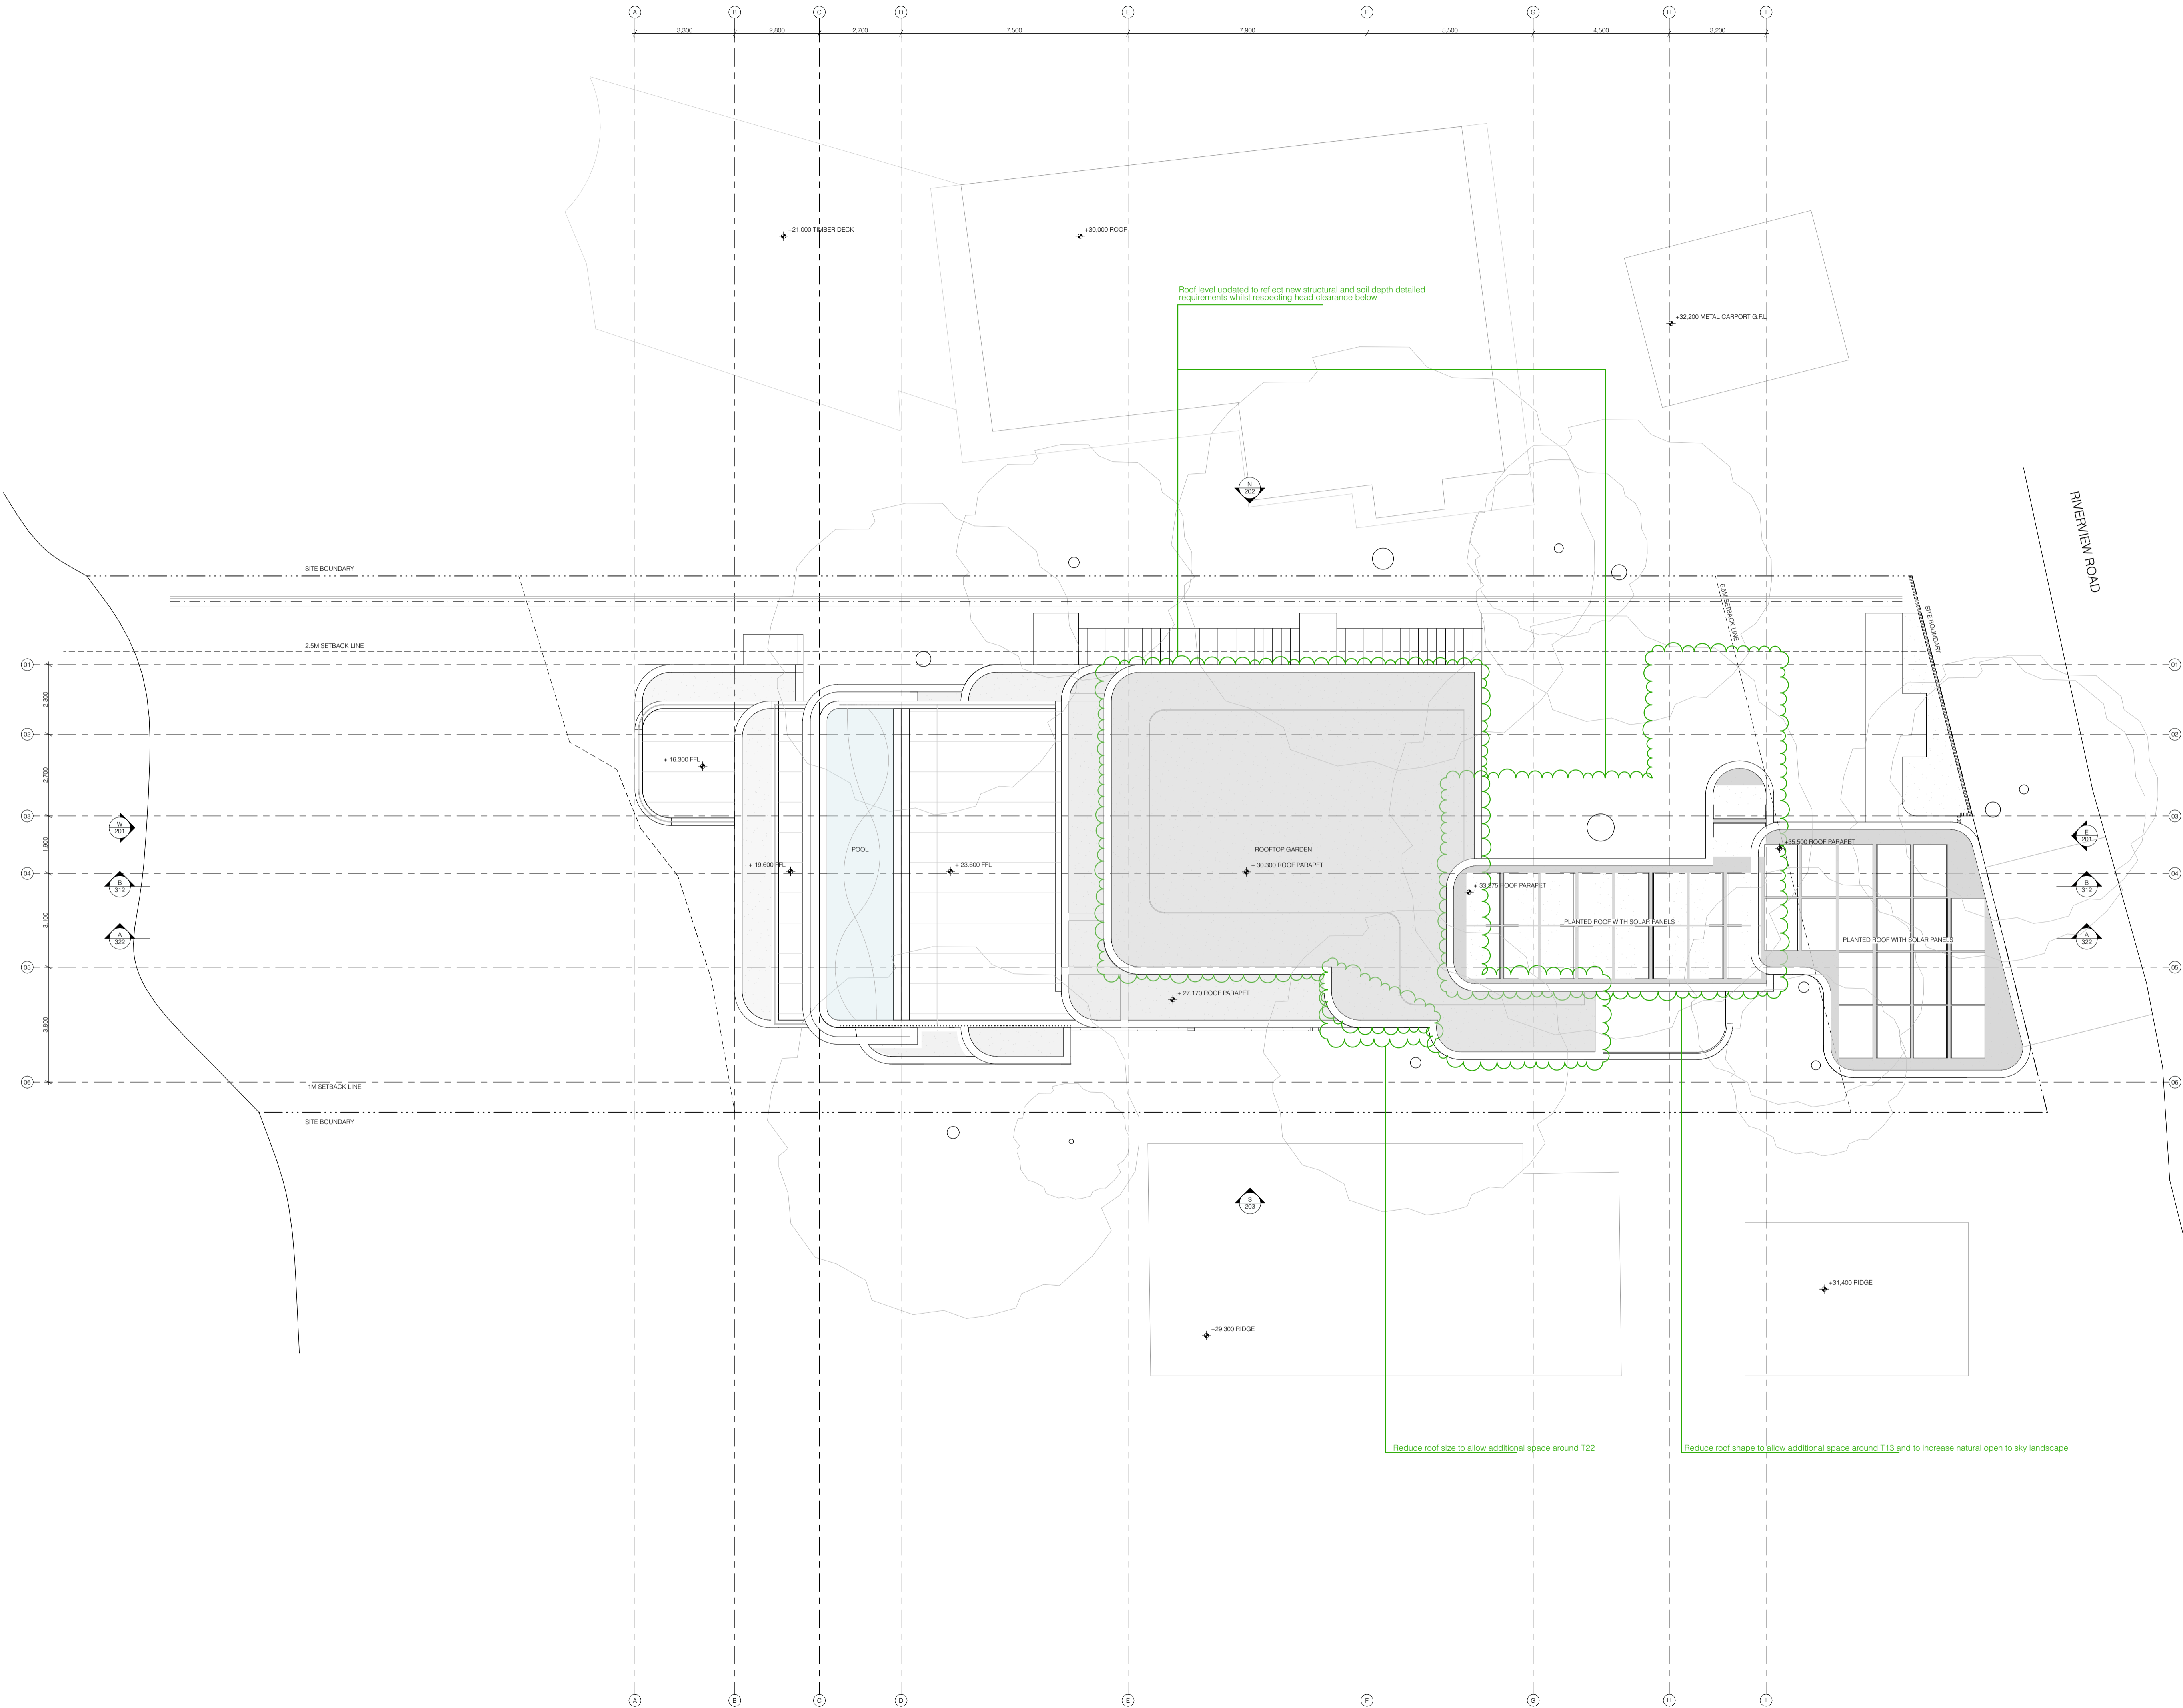 A B C D E F G H I
3,300 2,800 2,700 7,500 7,900 5,500 4,500 3,200
+21,000 TIMBER DECK
+30,000 ROOF
Roof level updated to reflect new structural and soil depth detailed
requirements whilst respecting head clearance below
+32,200 METAL CARPORT G.F.L
N
202
RIVERVIEW ROAD
SITE BOUNDARY
6.1M SETBACK LINE
SITE BOUNDARY
2.5M SETBACK LINE
01 01
2,300
02 02
2,700
+ 16.300 FFL
03 03
W
201
E
201
1,900
+35,500 ROOF PARAPET
POOL
ROOFTOP GARDEN
+ 19.600 FFL
+ 23.600 FFL
+ 30.300 ROOF PARAPET
04 04
B
312
B
312
+ 33,375 ROOF PARAPET
3,100
PLANTED ROOF WITH SOLAR PANELS
A
322
PLANTED ROOF WITH SOLAR PANELS
A
322
05 05
+ 27.170 ROOF PARAPET
3,800
06 06
1M SETBACK LINE
SITE BOUNDARY
S
203
+31,400 RIDGE
+29,300 RIDGE
Reduce roof size to allow additional space around T22
Reduce roof shape to allow additional space around T13 and to increase natural open to sky landscape
A B C D E F G H I